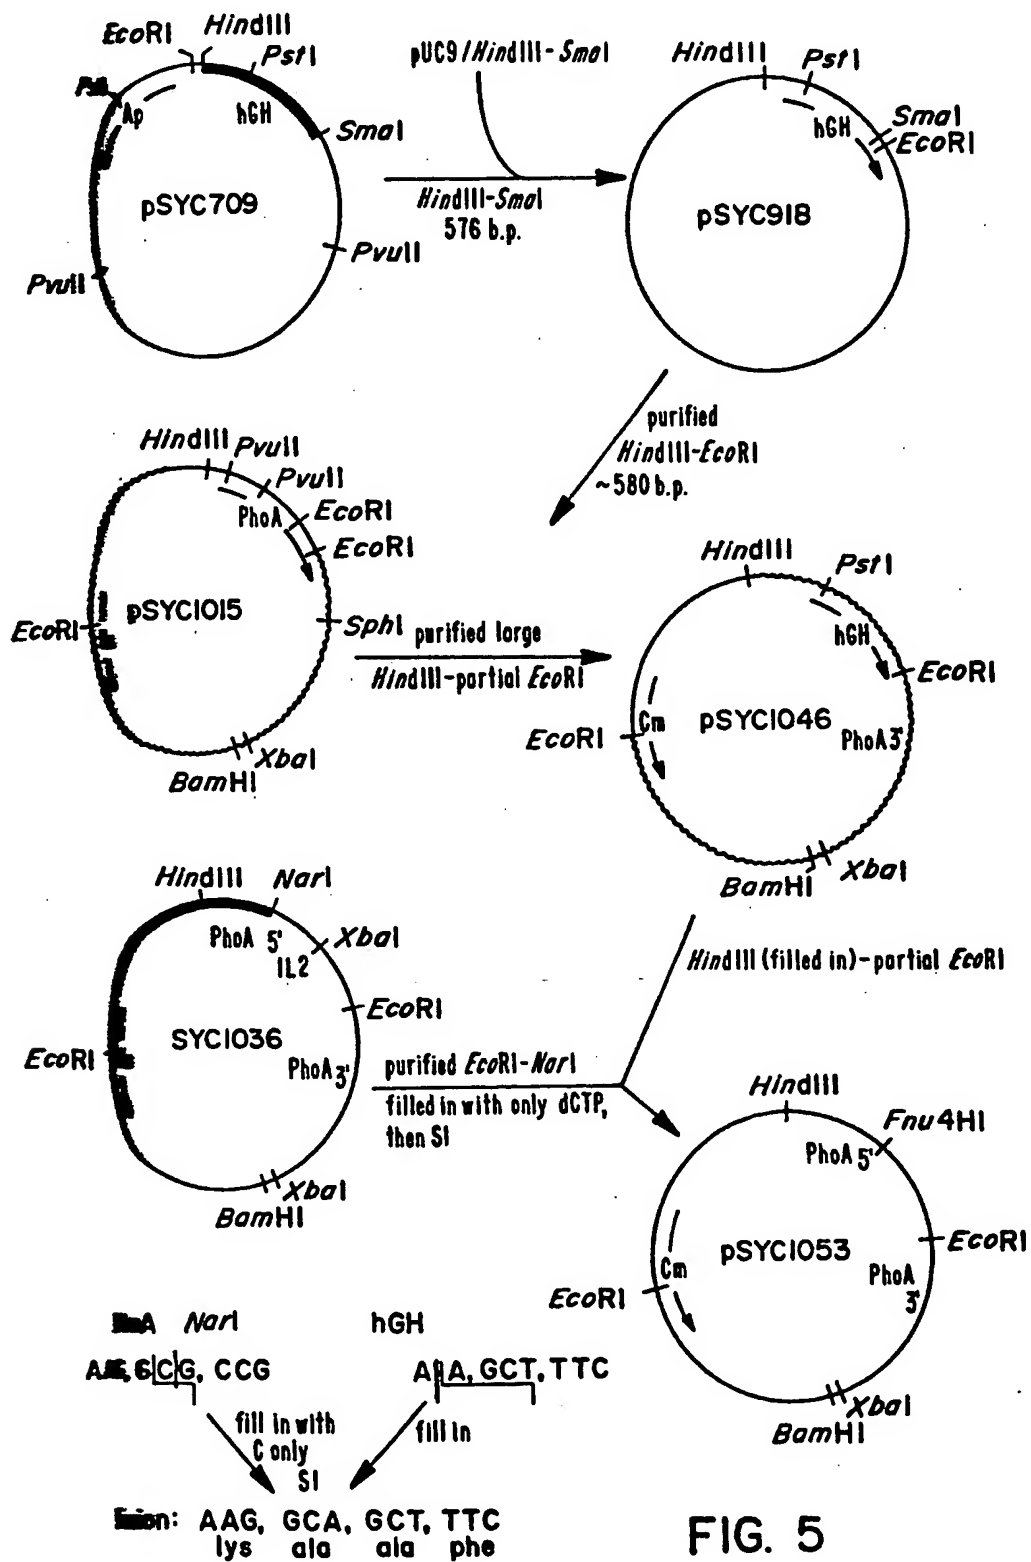 EcoRI
HindIII
PstI
Ap
hGH
SmaI
pSYC709
PvuII
PvuII
pUC9/HindIII-SmaI
HindIII-SmaI
576 b.p.
HindIII
PstI
hGH
SmaI
EcoRI
pSYC918
purified
HindIII-EcoRI
~580 b.p.
HindIII
PvuII
PvuII
PhoA
EcoRI
EcoRI
pSYC1015
EcoRI
SphI
XbaI
BamHI
purified large
HindIII-partial EcoRI
HindIII
PstI
hGH
EcoRI
pSYC1046
Cm
PhoA 3'
EcoRI
XbaI
BamHI
HindIII
NarI
PhoA 5'
IL2
XbaI
EcoRI
SYC1036
EcoRI
PhoA 3'
XbaI
BamHI
HindIII (filled in)-partial EcoRI
purified EcoRI-NarI
filled in with only dCTP,
then S1
HindIII
Fnu4HI
PhoA 5'
pSYC1053
EcoRI
Cm
PhoA
3'
EcoRI
XbaI
BamHI
NarI
hGH
CG, CCG
A A, GCT, TTC
fill in with
C only
S1
fill in
AAG, GCA, GCT, TTC
lys ala ala phe
FIG. 5